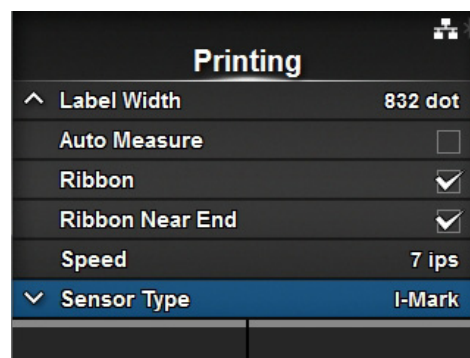 Printing
Label Width 832 dot
Auto Measure
Ribbon
Ribbon Near End
Speed 7 ips
Sensor Type I-Mark